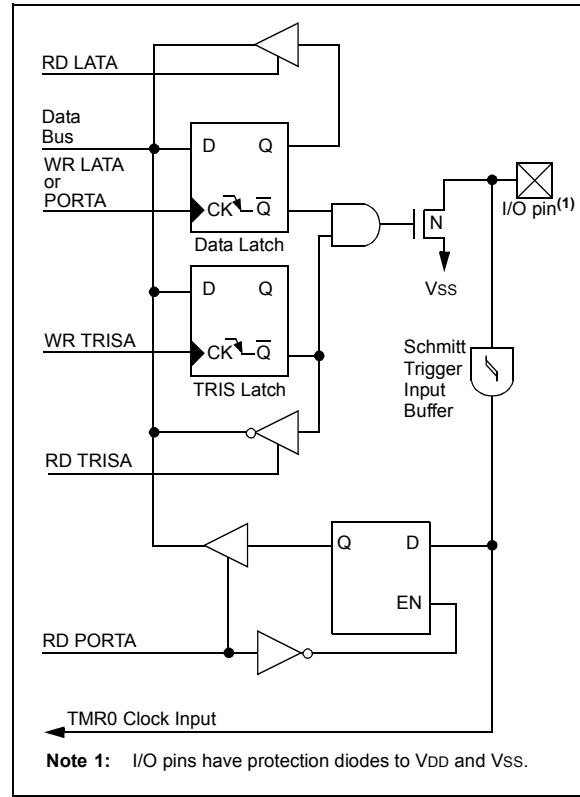 RD LATA
Data
Bus
D Q
WR LATA
or
PORTA
CK Q
I/O pin(1)
N
Data Latch
VSS
D Q
WR TRISA
CK Q
TRIS Latch
Schmitt
Trigger
Input
Buffer
RD TRISA
Q D
EN
RD PORTA
TMR0 Clock Input
Note 1: I/O pins have protection diodes to VDD and VSS.